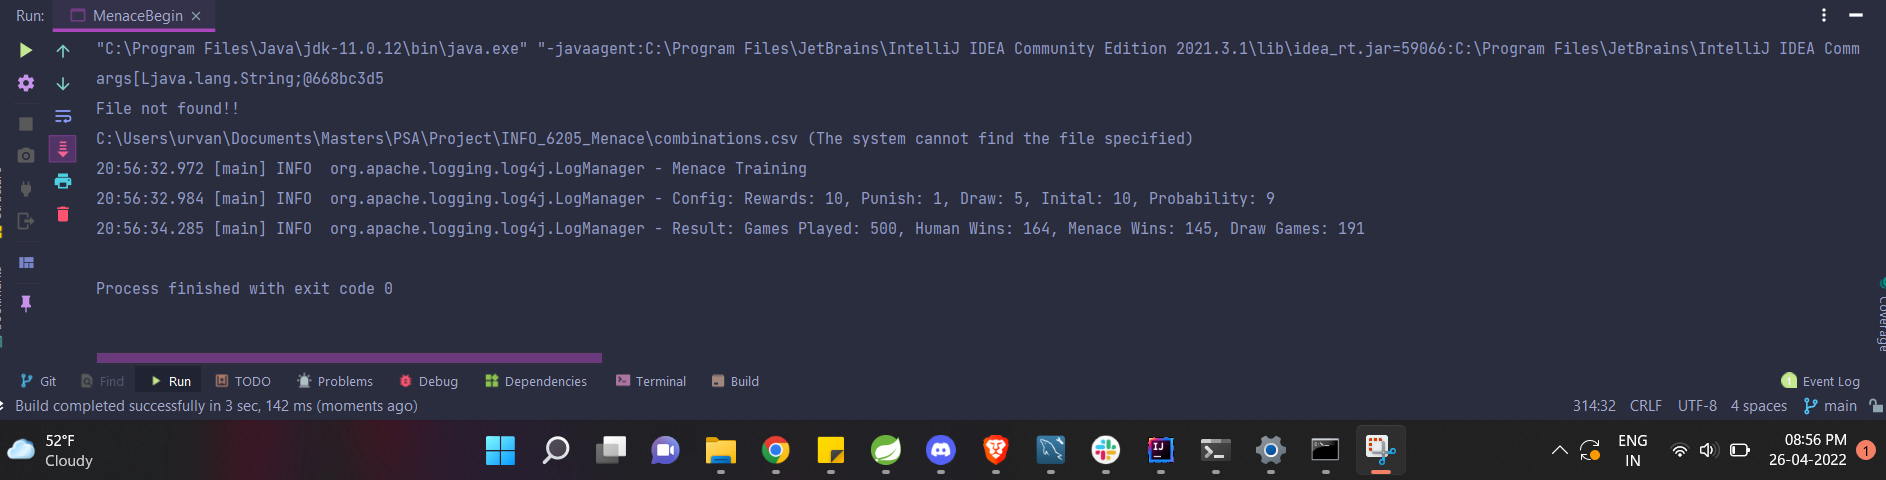 Run: MenaceBegin
"C:\Program Files\Java\jdk-11.0.12\bin\java.exe" "-javaagent:C:\Program Files\JetBrains\IntelliJ IDEA Community Edition 2021.3.1\lib\idea_rt.jar=59066:C:\Program Files\JetBrains\IntelliJ IDEA Comm
args[Ljava.lang.String;@668bc3d5
File not found!!
C:\Users\urvan\Documents\Masters\PSA\Project\INFO_6205_Menace\combinations.csv (The system cannot find the file specified)
20:56:32.972 [main] INFO  org.apache.logging.log4j.LogManager - Menace Training
20:56:32.984 [main] INFO  org.apache.logging.log4j.LogManager - Config: Rewards: 10, Punish: 1, Draw: 5, Inital: 10, Probability: 9
20:56:34.285 [main] INFO  org.apache.logging.log4j.LogManager - Result: Games Played: 500, Human Wins: 164, Menace Wins: 145, Draw Games: 191
Process finished with exit code 0
Coverage
Git Find Run TODO Problems Debug Dependencies Terminal Build 1 Event Log
Build completed successfully in 3 sec, 142 ms (moments ago) 314:32 CRLF UTF-8 4 spaces main
52°F
Cloudy
IJ
ENG
IN
08:56 PM
26-04-2022
1